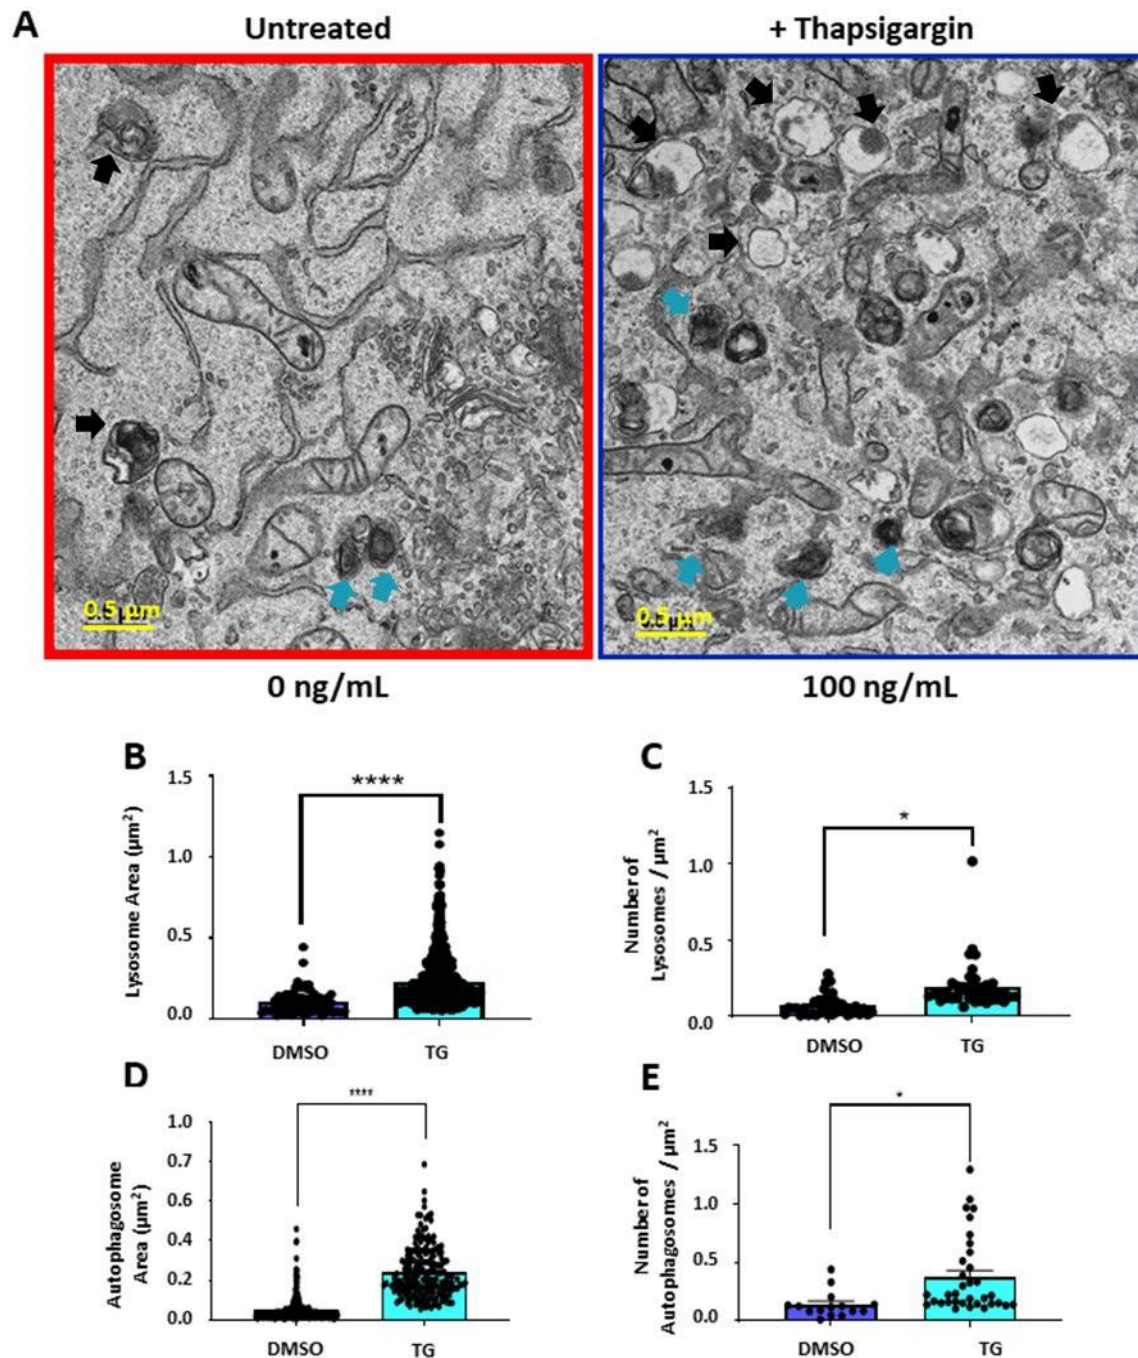 A
Untreated
+ Thapsigargin
0.5 µm
0.5 µm
0 ng/mL
100 ng/mL
B
****
Lysosome Area (µm²)
1.5
1.0
0.5
0.0
DMSO
TG
C
*
Number of
Lysosomes / µm²
1.5
1.0
0.5
0.0
DMSO
TG
D
****
Autophagosome
Area (µm²)
1.0
0.7
0.6
0.4
0.2
0.0
DMSO
TG
E
*
Number of
Autophagosomes / µm²
1.5
1.0
0.5
0.0
DMSO
TG